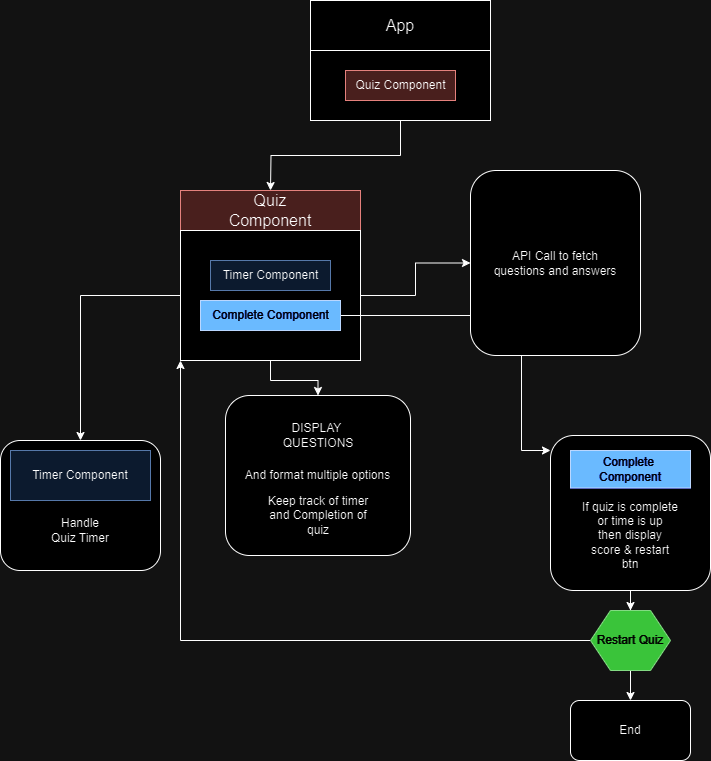 App
Quiz Component
Quiz
Component
Timer Component
Complete Component
API Call to fetch
questions and answers
DISPLAY
QUESTIONS
And format multiple options
Keep track of timer
and Completion of
quiz
Timer Component
Handle
Quiz Timer
Complete
Component
If quiz is complete
or time is up
then display
score & restart
btn
Restart Quiz
End